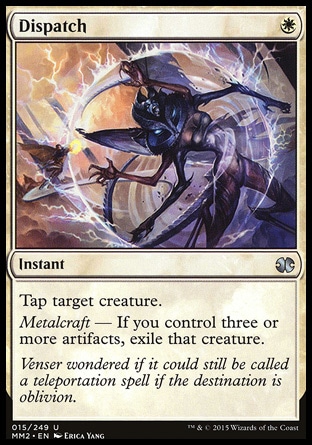 Dispatch
Instant
Tap target creature.
Metalcraft — If you control three or
more artifacts, exile that creature.
Venser wondered if it could still be called
a teleportation spell if the destination is
oblivion.
015/249 U
MM2 • EN Erica Yang
™ & © 2015 Wizards of the Coast